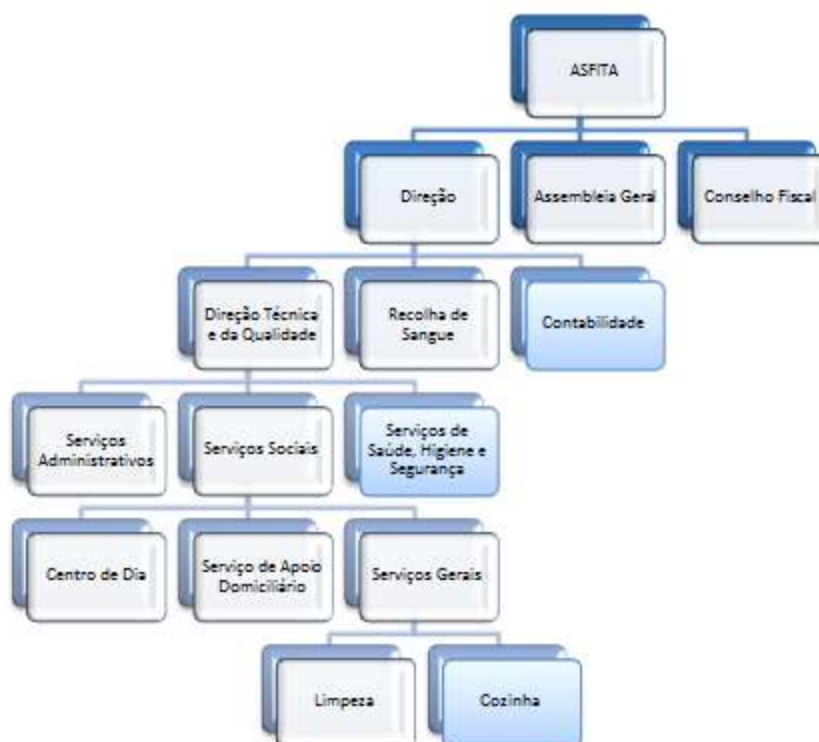 ASFITA
Direção
Assembleia Geral
Conselho Fiscal
Direção Técnica
e da Qualidade
Recolha de
Sangue
Contabilidade
Serviços
Administrativos
Serviços Sociais
Serviços de
Saúde, Higiene e
Segurança
Centro de Dia
Serviço de Apoio
Domiciliário
Serviços Gerais
Limpeza
Cozinha